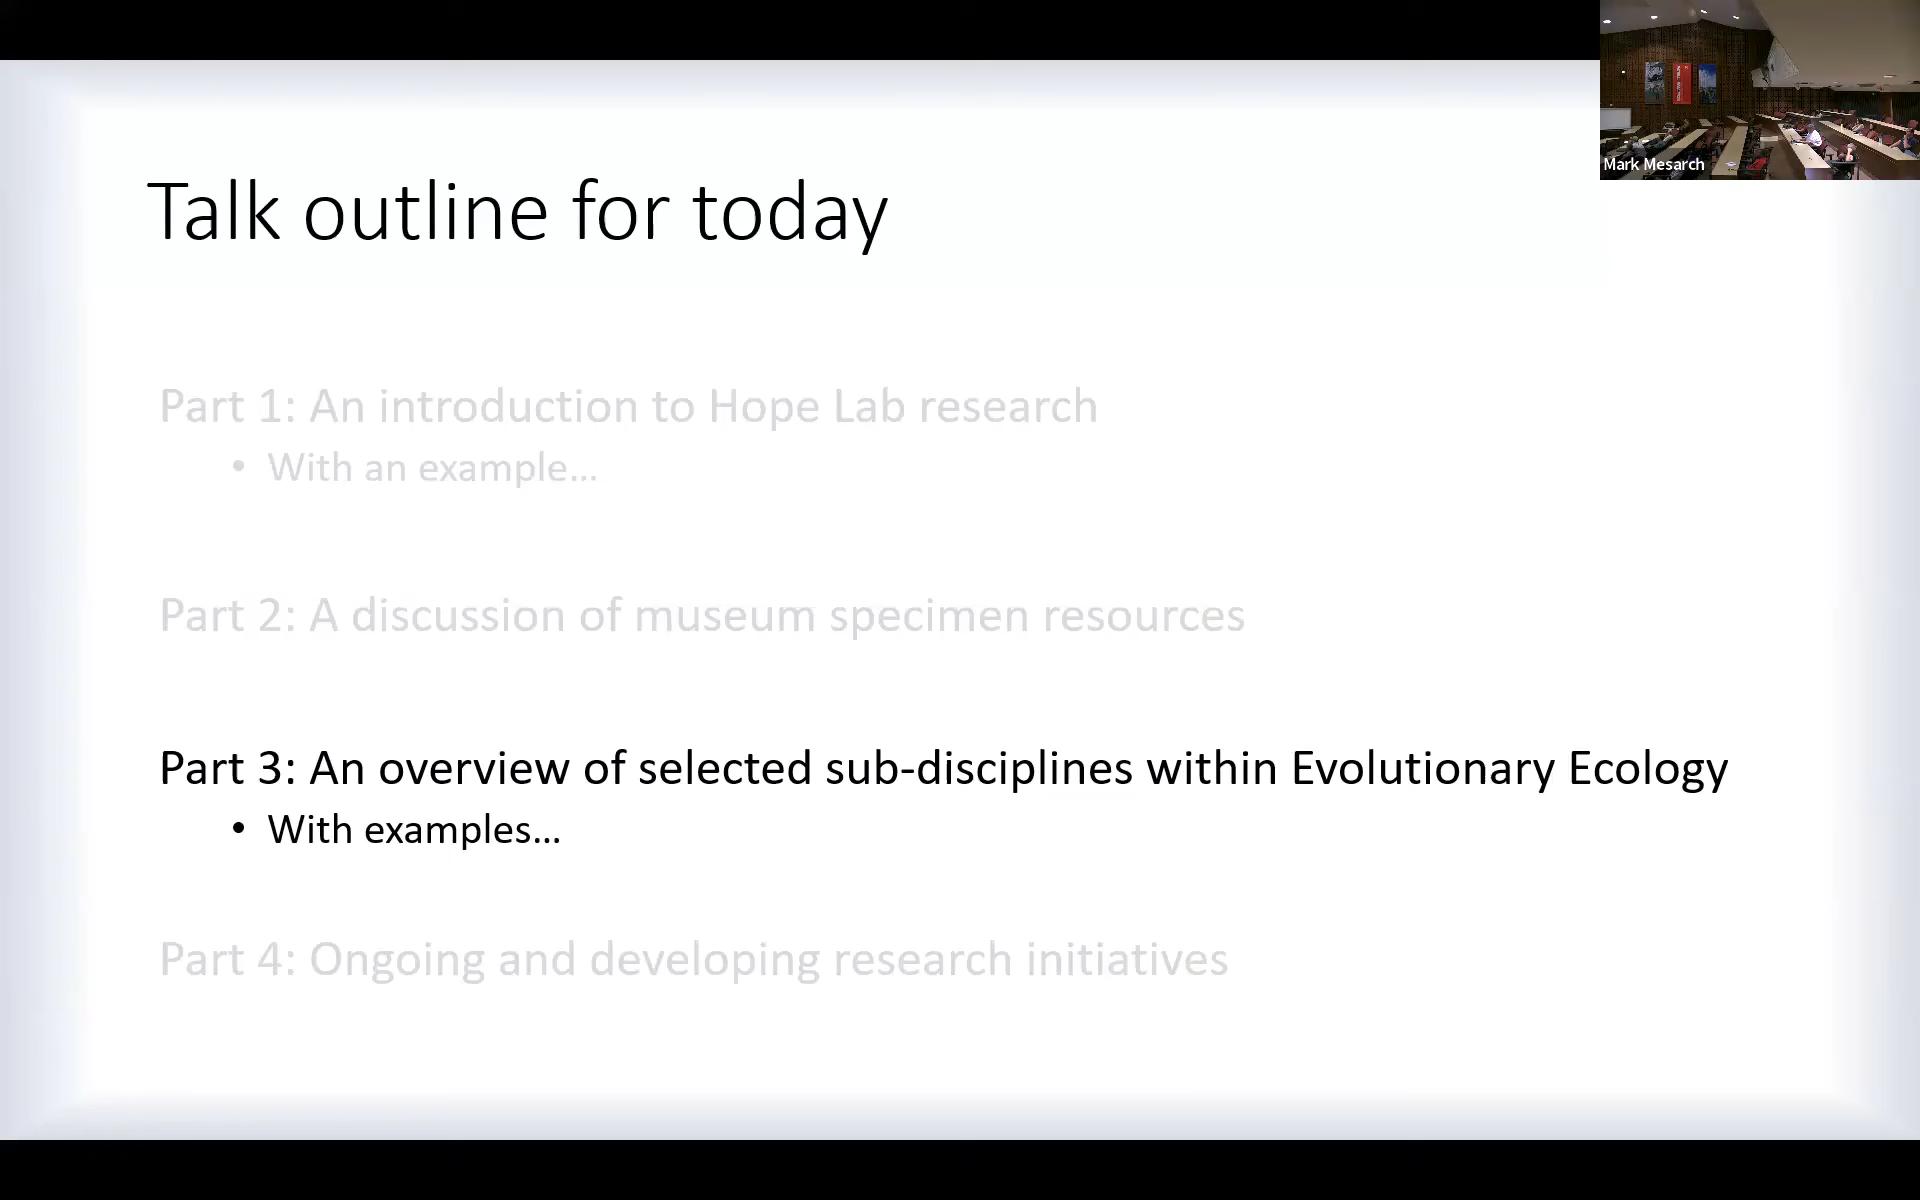 Mark Mesarch
Talk outline for today
Part 1: An introduction to Hope Lab research
• With an example...
Part 2: A discussion of museum specimen resources
Part 3: An overview of selected sub-disciplines within Evolutionary Ecology
• With examples...
Part 4: Ongoing and developing research initiatives